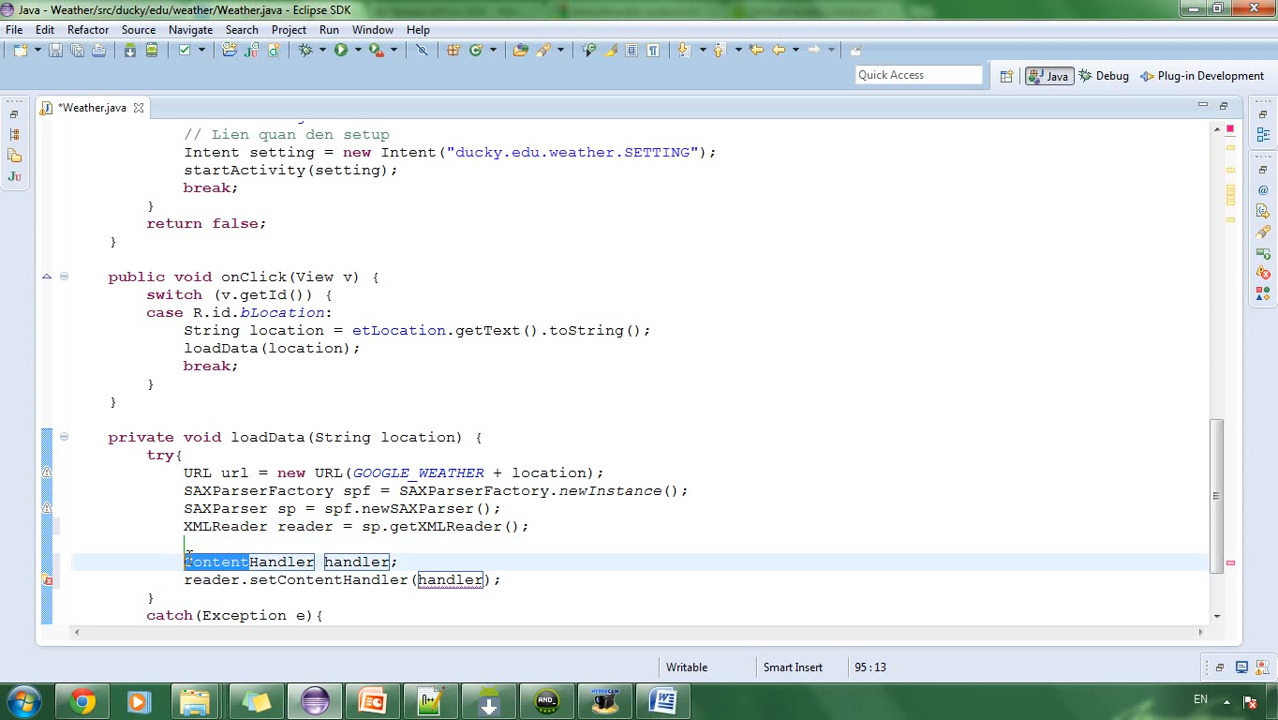 Java - Weather/src/ducky/edu/weather/Weather.java - Eclipse SDK
File Edit Refactor Source Navigate Search Project Run Window Help
Quick Access
Java
Debug
Plug-in Development
*Weather.java
// Lien quan den setup
Intent setting = new Intent("ducky.edu.weather.SETTING");
startActivity(setting);
break;
}
return false;
}
public void onClick(View v) {
switch (v.getId()) {
case R.id.bLocation:
String location = etLocation.getText().toString();
loadData(location);
break;
}
}
private void loadData(String location) {
try{
URL url = new URL(GOOGLE_WEATHER + location);
SAXParserFactory spf = SAXParserFactory.newInstance();
SAXParser sp = spf.newSAXParser();
XMLReader reader = sp.getXMLReader();
ContentHandler handler;
reader.setContentHandler(handler);
}
catch(Exception e){
Writable
Smart Insert
95 : 13
EN